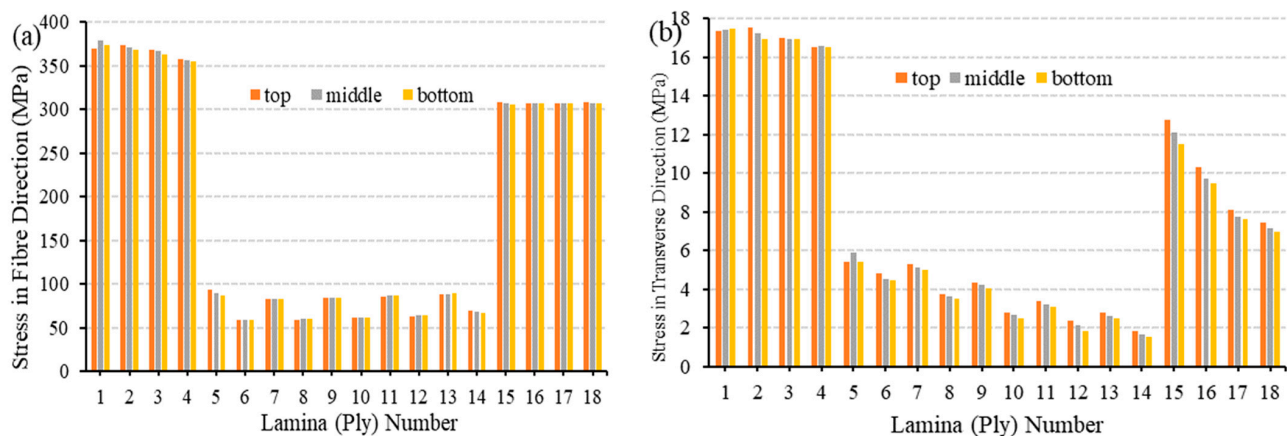 (a)
Stress in Fibre Direction (MPa)
400
350
300
250
200
150
100
50
0
top middle bottom
1 2 3 4 5 6 7 8 9 10 11 12 13 14 15 16 17 18
Lamina (Ply) Number
(b)
Stress in Transverse Direction (MPa)
18
16
14
12
10
8
6
4
2
0
top middle bottom
1 2 3 4 5 6 7 8 9 10 11 12 13 14 15 16 17 18
Lamina (Ply) Number